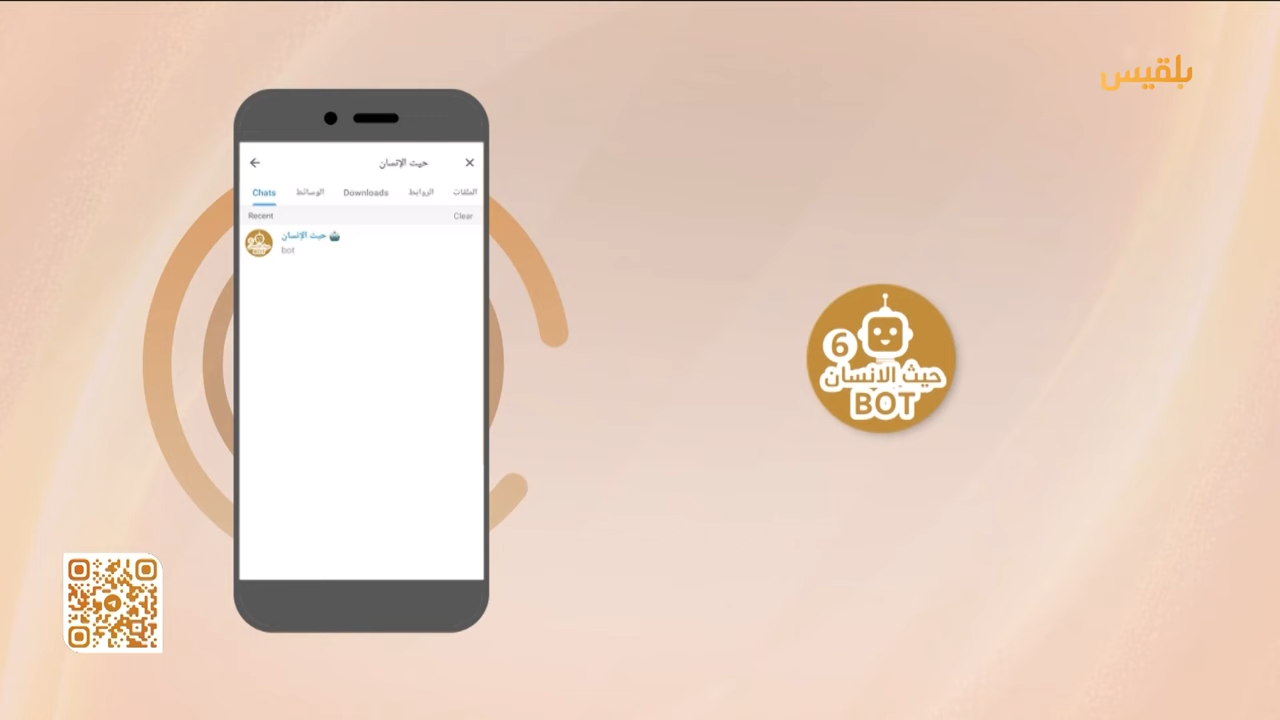 بلقيس
حيث الإنسان
Chats
الوسائط
Downloads
الروابط
الملفات
Recent
Clear
حيث الإنسان
bot
6
حيث الانسان
BOT